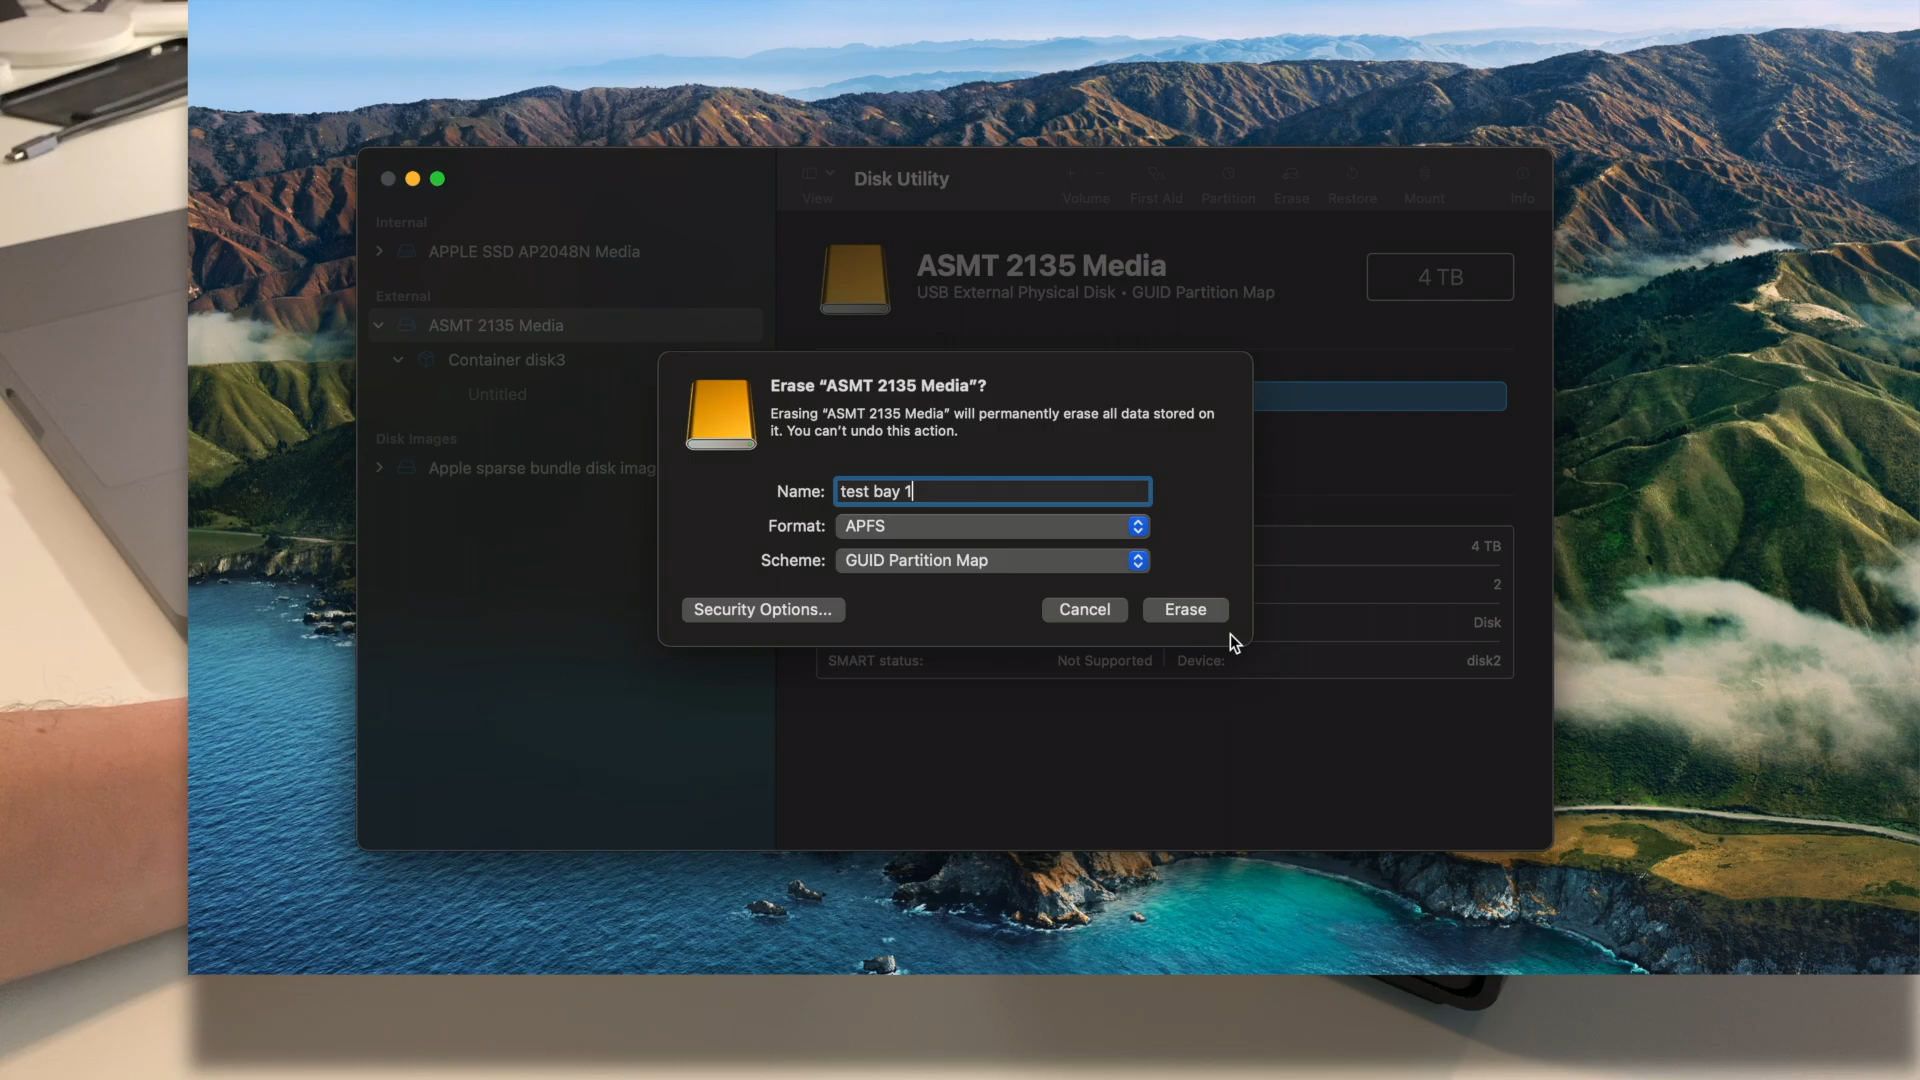 View
Disk Utility
Volume
First Aid
Partition
Erase
Restore
Mount
Info
Internal
APPLE SSD AP2048N Media
External
ASMT 2135 Media
Container disk3
Untitled
Disk Images
Apple sparse bundle disk imag
ASMT 2135 Media
USB External Physical Disk • GUID Partition Map
4 TB
Erase “ASMT 2135 Media”?
Erasing “ASMT 2135 Media” will permanently erase all data stored on
it. You can’t undo this action.
Name: test bay 1
Format: APFS
Scheme: GUID Partition Map
Security Options...
Cancel
Erase
4 TB
2
Disk
SMART status: Not Supported
Device: disk2